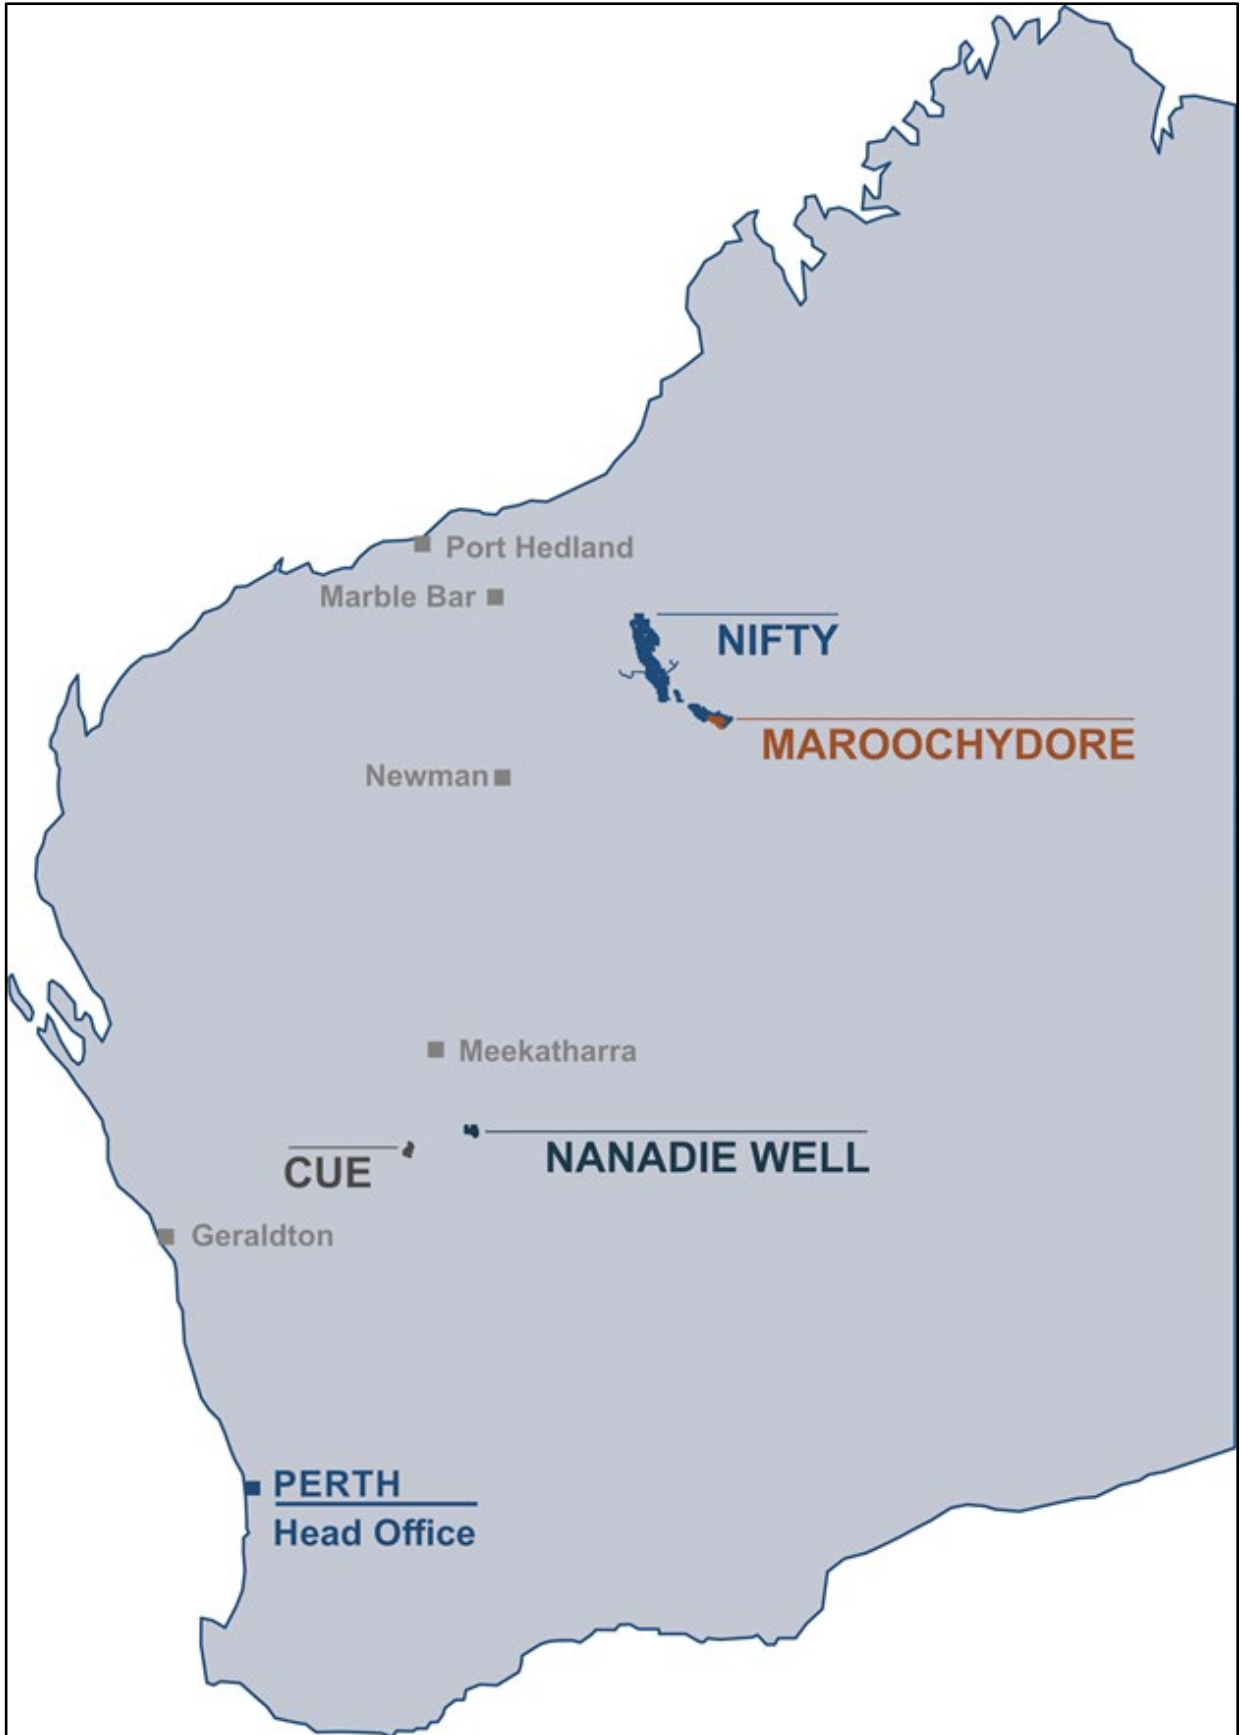 Port Hedland
Marble Bar
NIFTY
MAROOCHYDORE
Newman
Meekatharra
CUE
NANADIE WELL
Geraldton
PERTH
Head Office